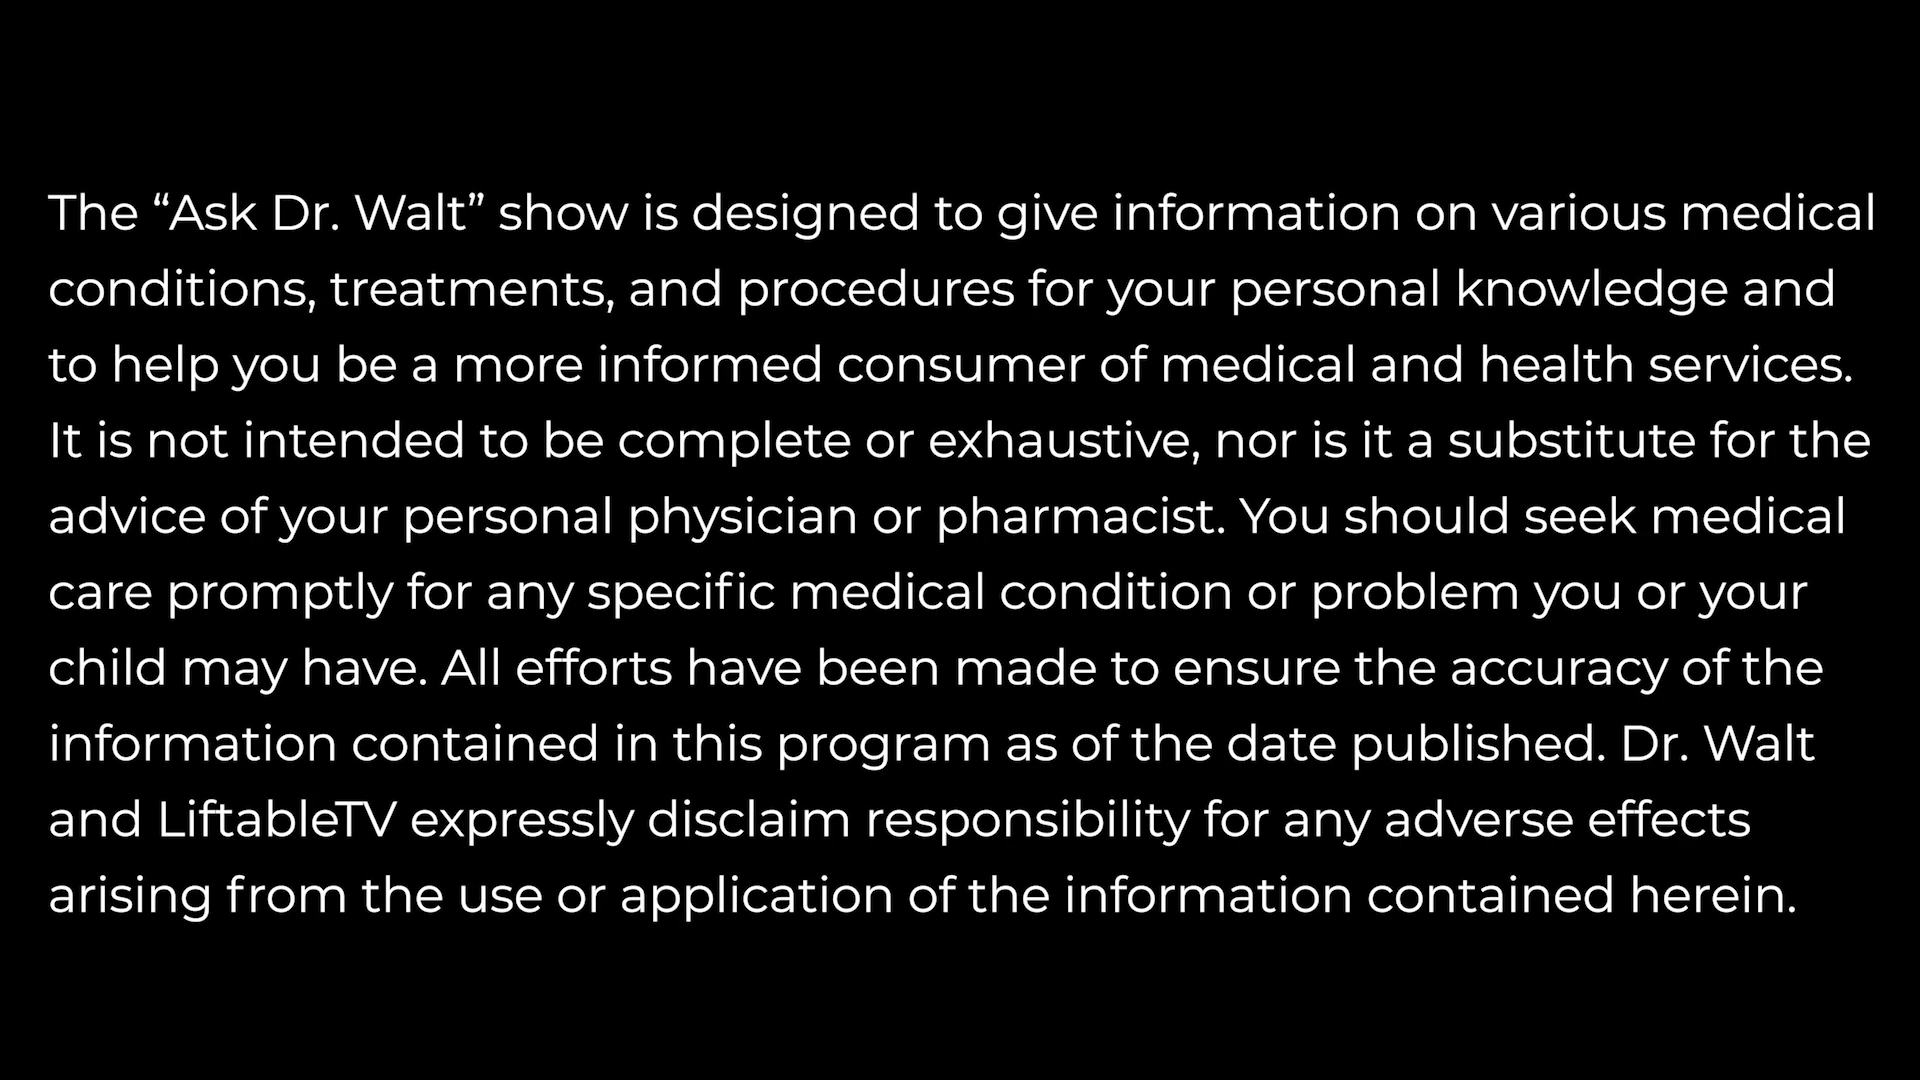 The “Ask Dr. Walt” show is designed to give information on various medical
conditions, treatments, and procedures for your personal knowledge and
to help you be a more informed consumer of medical and health services.
It is not intended to be complete or exhaustive, nor is it a substitute for the
advice of your personal physician or pharmacist. You should seek medical
care promptly for any specific medical condition or problem you or your
child may have. All efforts have been made to ensure the accuracy of the
information contained in this program as of the date published. Dr. Walt
and LiftableTV expressly disclaim responsibility for any adverse effects
arising from the use or application of the information contained herein.